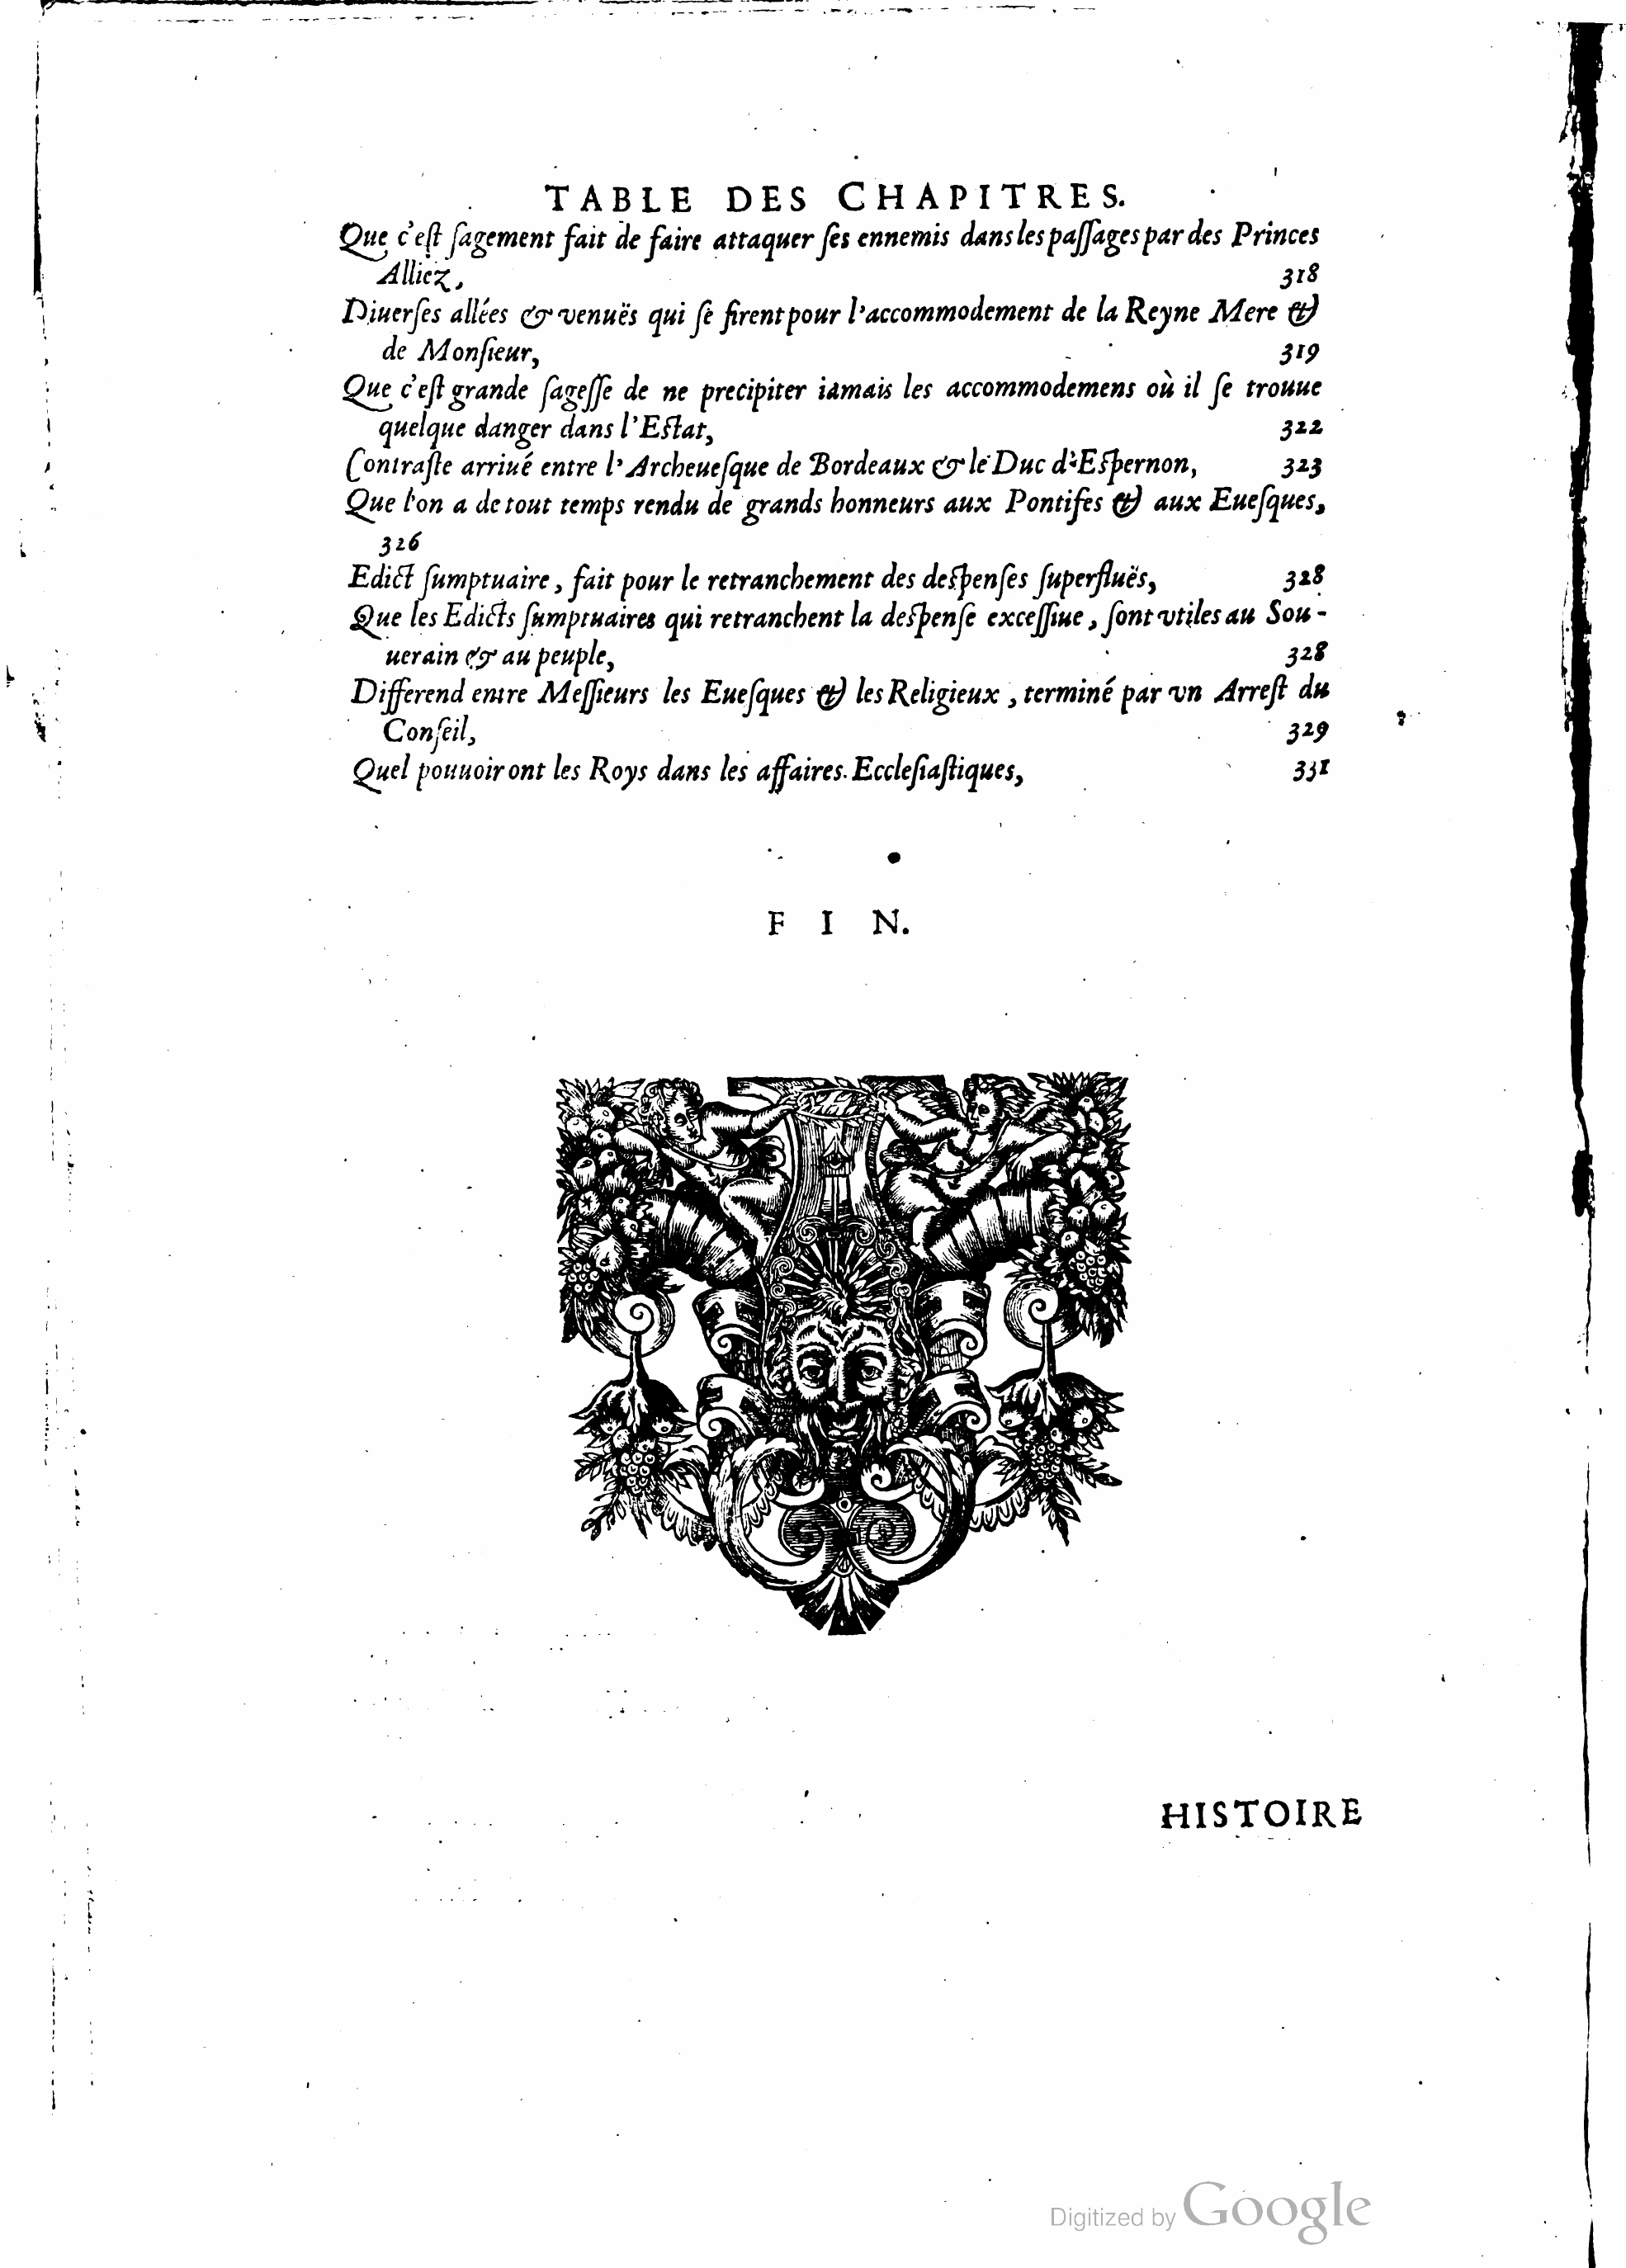 TABLE DES CHAPITRES.
Que c'eſt ſagement fait de faire attaquer ſes ennemis dans les paſſages par des Princes
Alliez, 318
Diuerſes allées & venuës qui ſe firent pour l'accommodement de la Reyne Mere &
de Monſieur, 319
Que c'eſt grande ſageſſe de ne precipiter iamais les accommodemens où il ſe trouue
quelque danger dans l'Eſtat, 322
Contraſte arriué entre l'Archeueſque de Bordeaux & le Duc d'Eſpernon, 323
Que l'on a de tout temps rendu de grands honneurs aux Pontifes & aux Eueſques,
326
Edict ſumptuaire, fait pour le retranchement des deſpenſes ſuperfluës, 328
Que les Edicts ſumptuaires qui retranchent la deſpenſe exceſſiue, ſont vtiles au Sou-
uerain & au peuple, 328
Differend entre Meſſieurs les Eueſques & les Religieux, terminé par vn Arreſt du
Conſeil, 329
Quel pouuoir ont les Roys dans les affaires Eccleſiaſtiques, 331
F I N.
HISTOIRE
Digitized by Google